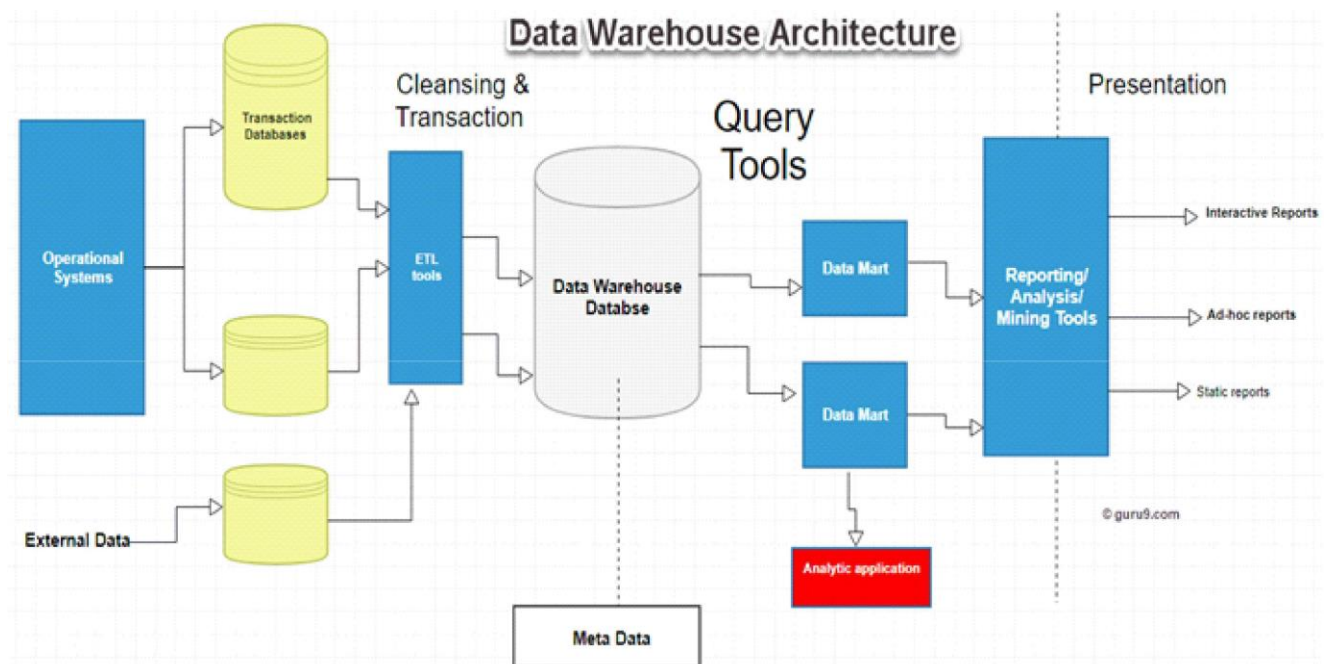 Data Warehouse Architecture
Cleansing &
Transaction
Query
Tools
Presentation
Transaction
Databases
Operational
Systems
ETL
tools
Data Warehouse
Databse
Data Mart
Data Mart
Reporting/
Analysis/
Mining Tools
Interactive Reports
Ad-hoc reports
Static reports
External Data
© guru9.com
Analytic application
Meta Data